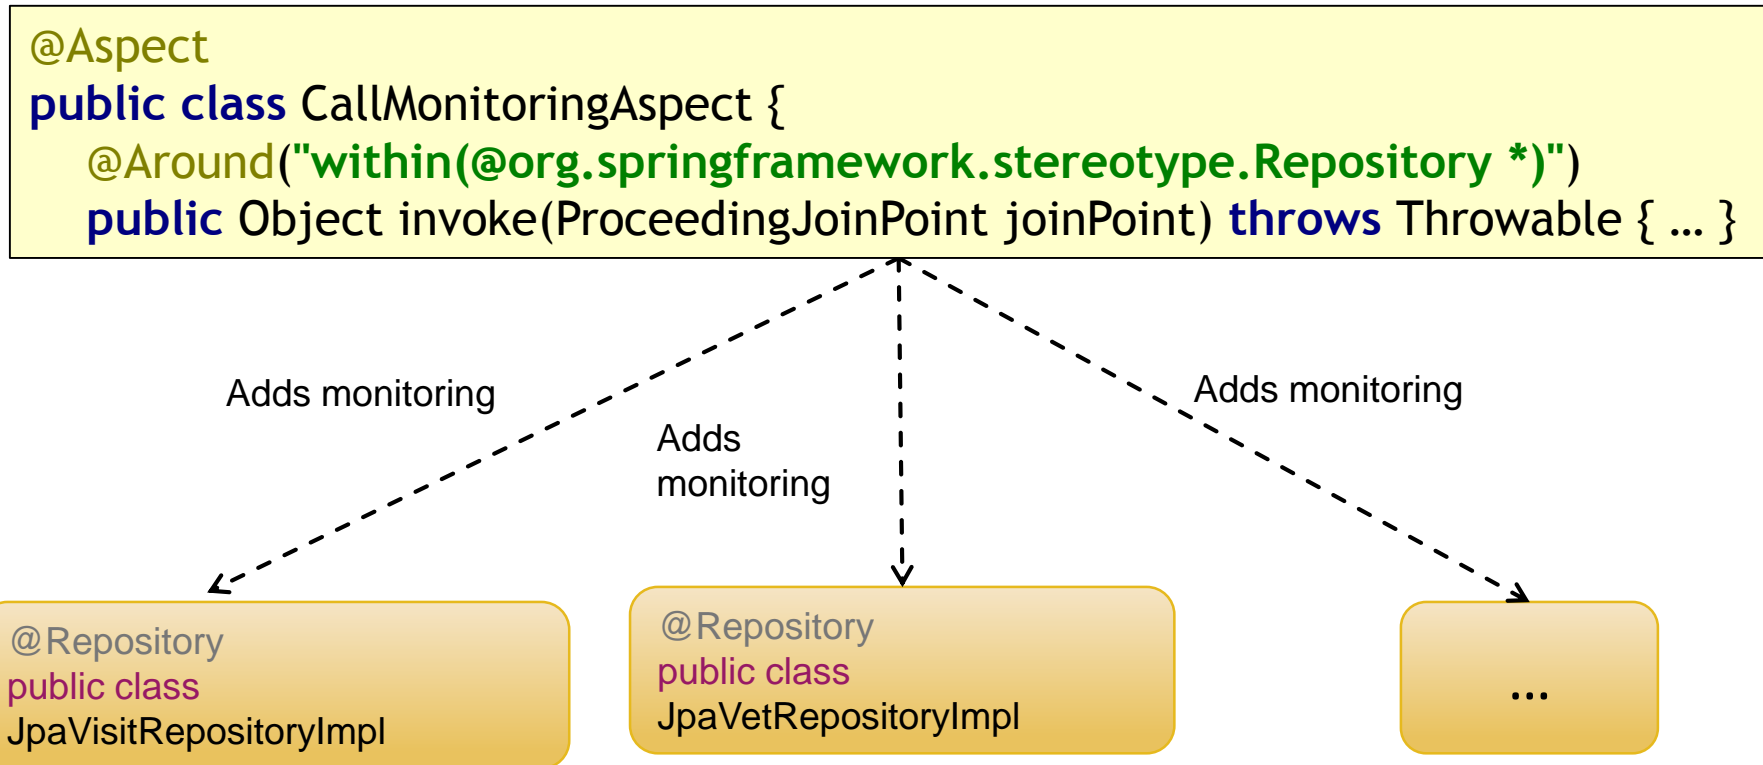 @Aspect
public class CallMonitoringAspect {
@Around("within(@org.springframework.stereotype.Repository *)")
public Object invoke(ProceedingJoinPoint joinPoint) throws Throwable { … }
Adds monitoring
Adds
monitoring
Adds monitoring
@Repository
public class
JpaVisitRepositoryImpl
@Repository
public class
JpaVetRepositoryImpl
…